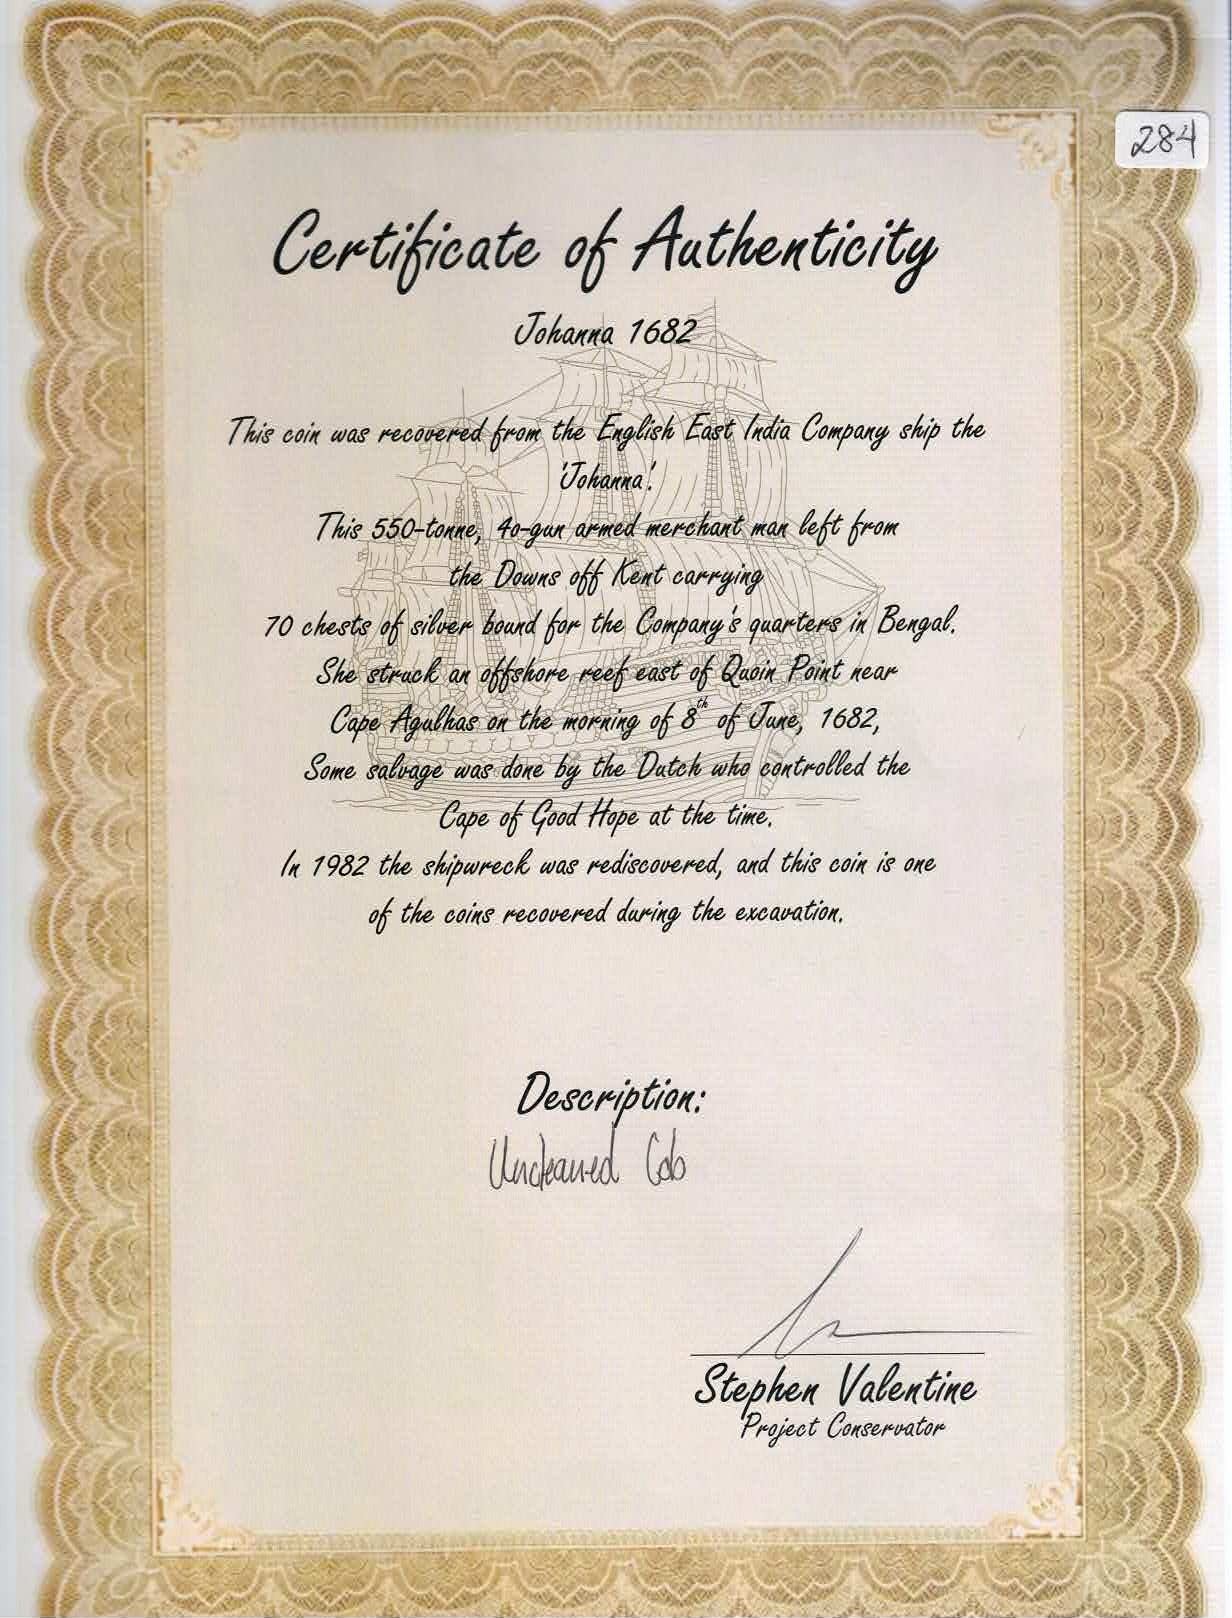 284
Certificate of Authenticity
Johanna 1682
This coin was recovered from the English East India Company ship the
'Johanna'.
This 550-tonne, 40-gun armed merchant man left from
the Downs off Kent carrying
70 chests of silver bound for the Company's quarters in Bengal.
She struck an offshore reef east of Quoin Point near
Cape Agulhas on the morning of 8th of June, 1682,
Some salvage was done by the Dutch who controlled the
Cape of Good Hope at the time.
In 1982 the shipwreck was rediscovered, and this coin is one
of the coins recovered during the excavation.
Description:
Uncleaned Cob
Stephen Valentine
Project Conservator